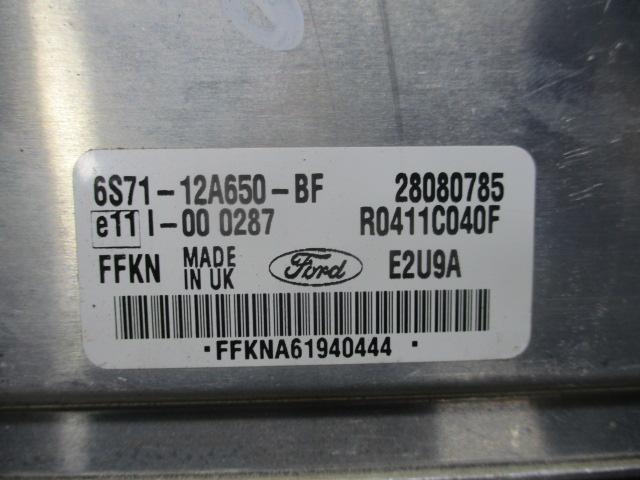 6S71-12A650-BF 28080785
e11 I-00 0287 R0411C040F
FFKN MADE IN UK Ford E2U9A
·FFKNA61940444 ·